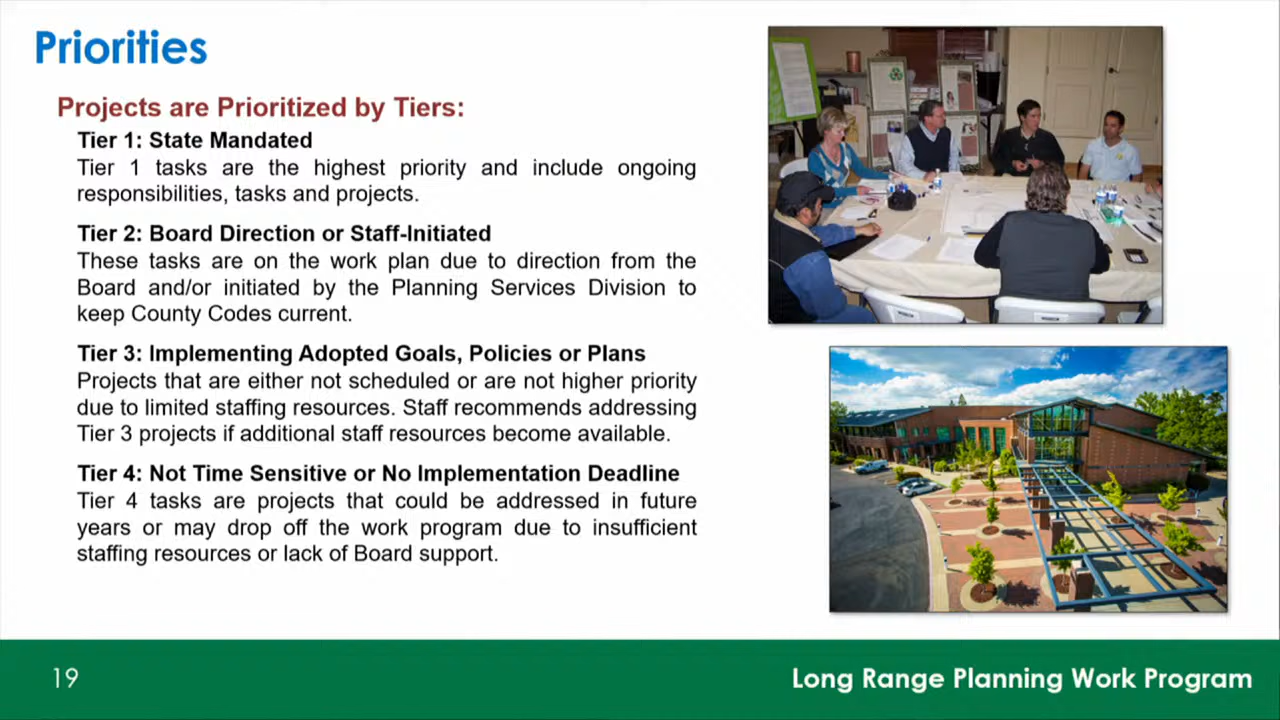 Priorities
Projects are Prioritized by Tiers:
Tier 1: State Mandated
Tier 1 tasks are the highest priority and include ongoing
responsibilities, tasks and projects.
Tier 2: Board Direction or Staff-Initiated
These tasks are on the work plan due to direction from the
Board and/or initiated by the Planning Services Division to
keep County Codes current.
Tier 3: Implementing Adopted Goals, Policies or Plans
Projects that are either not scheduled or are not higher priority
due to limited staffing resources. Staff recommends addressing
Tier 3 projects if additional staff resources become available.
Tier 4: Not Time Sensitive or No Implementation Deadline
Tier 4 tasks are projects that could be addressed in future
years or may drop off the work program due to insufficient
staffing resources or lack of Board support.
19
Long Range Planning Work Program